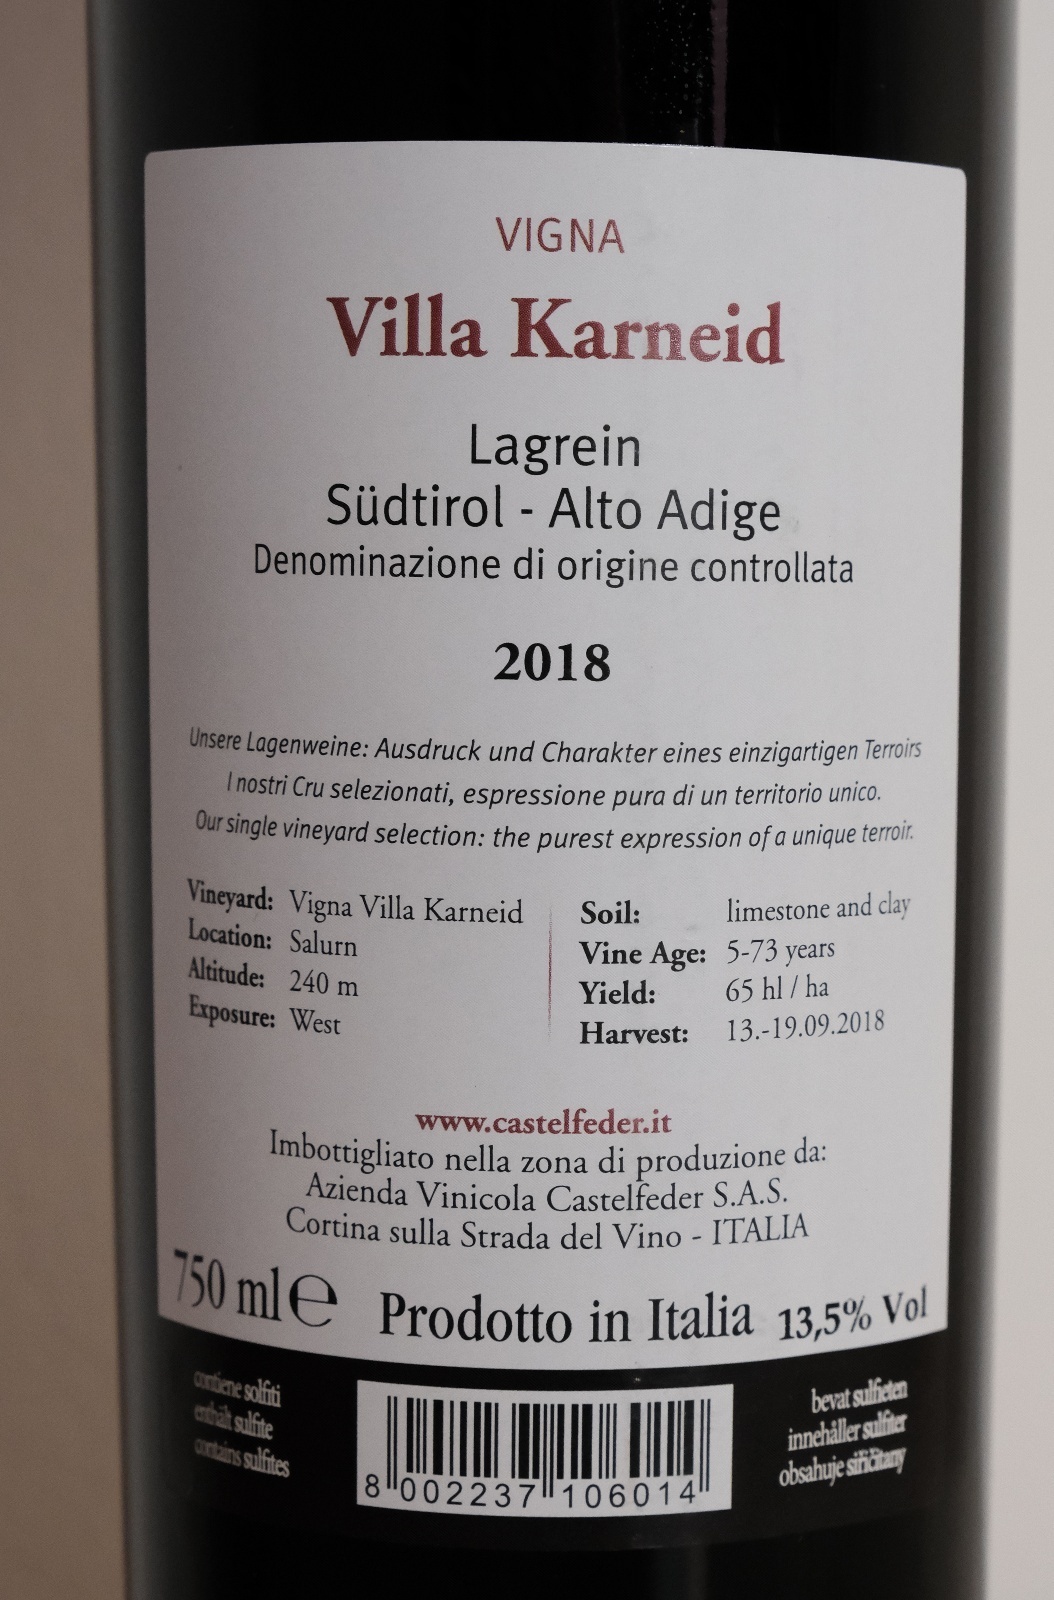 VIGNA
Villa Karneid
Lagrein
Südtirol - Alto Adige
Denominazione di origine controllata
2018
Unsere Lagenweine: Ausdruck und Charakter eines einzigartigen Terroirs
I nostri Cru selezionati, espressione pura di un territorio unico.
Our single vineyard selection: the purest expression of a unique terroir.
Vineyard: Vigna Villa Karneid
Location: Salurn
Altitude: 240 m
Exposure: West
Soil: limestone and clay
Vine Age: 5-73 years
Yield: 65 hl / ha
Harvest: 13.-19.09.2018
www.castelfeder.it
Imbottigliato nella zona di produzione da:
Azienda Vinicola Castelfeder S.A.S.
Cortina sulla Strada del Vino - ITALIA
750 ml ℮ Prodotto in Italia 13,5% Vol
contiene solfiti
enthält sulfite
contains sulfites
8 002237 106014
bevat sulfieten
innehåller sulfiter
obsahuje siřičitany